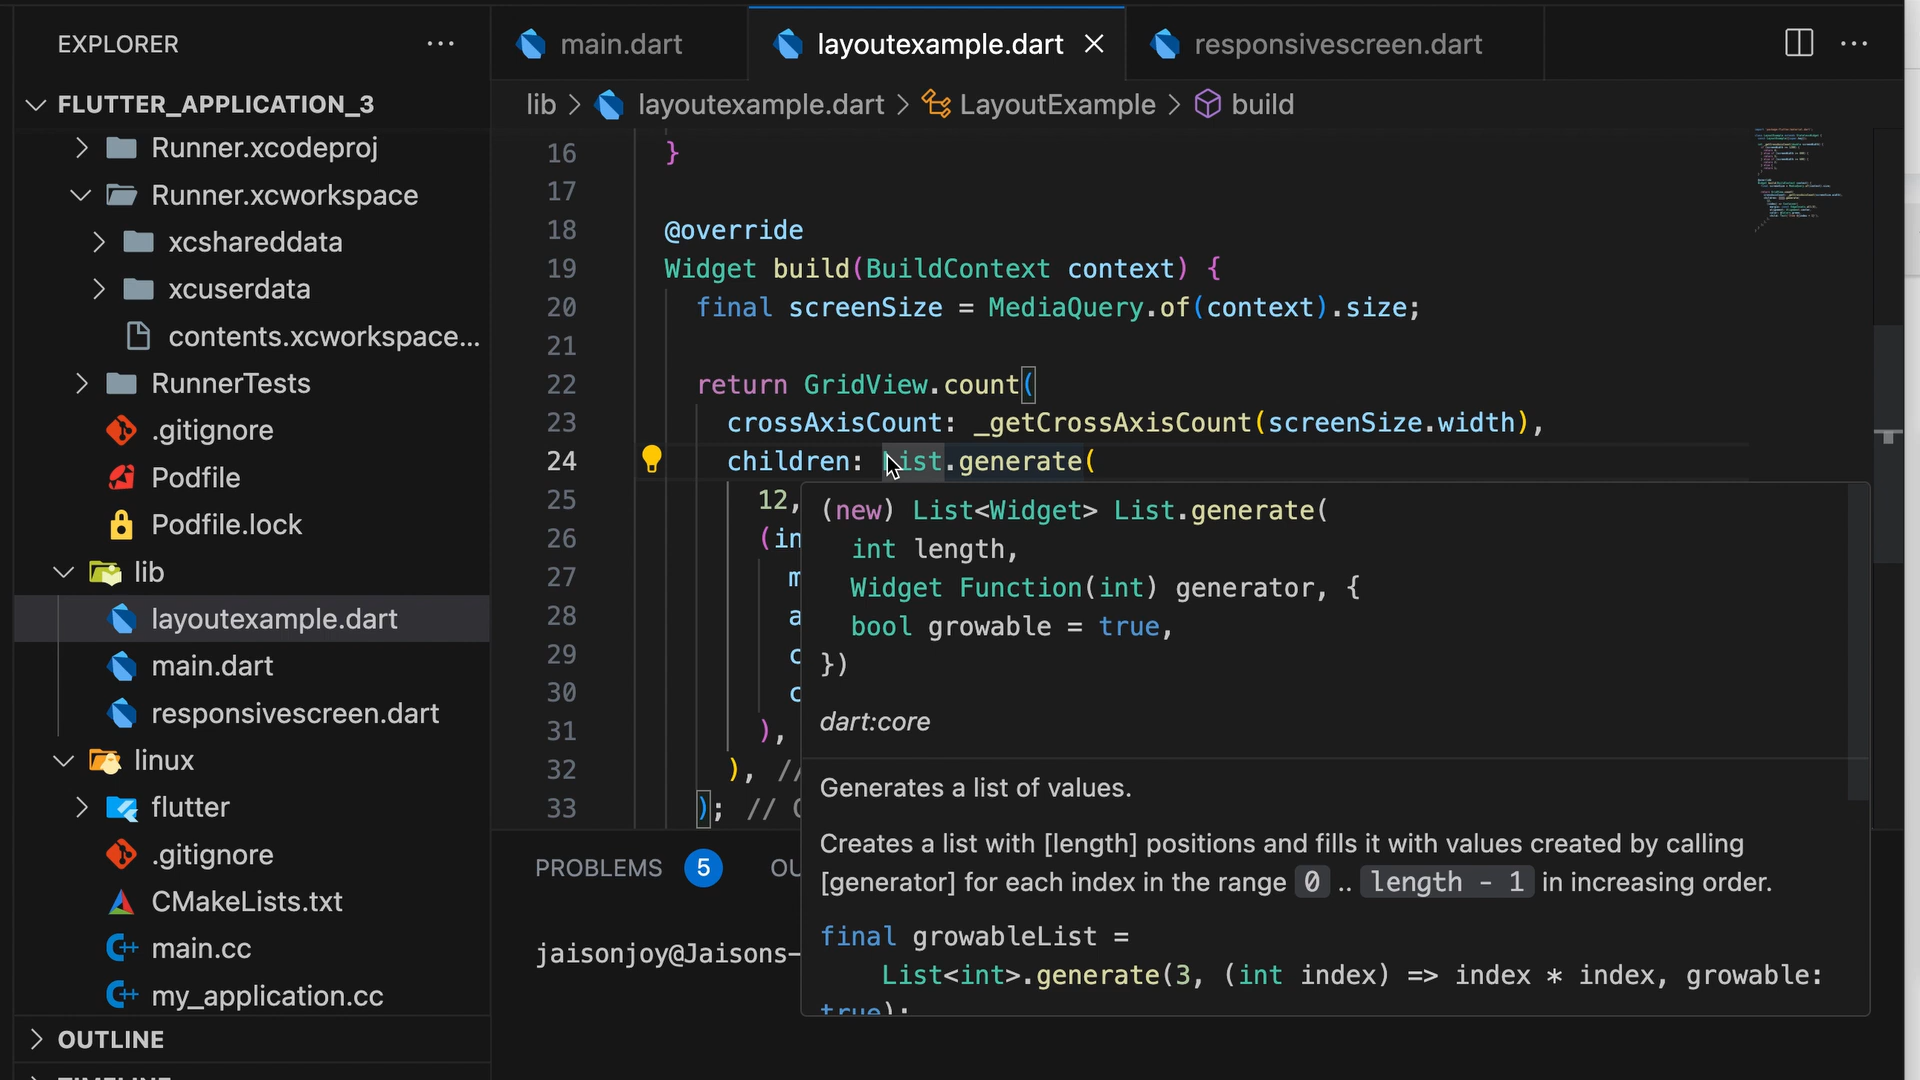 EXPLORER
FLUTTER_APPLICATION_3
Runner.xcodeproj
Runner.xcworkspace
xcshareddata
xcuserdata
contents.xcworkspace...
RunnerTests
.gitignore
Podfile
Podfile.lock
lib
layoutexample.dart
main.dart
responsivescreen.dart
linux
flutter
.gitignore
CMakeLists.txt
main.cc
my_application.cc
OUTLINE
main.dart
layoutexample.dart
responsivescreen.dart
lib > layoutexample.dart > LayoutExample > build
16 }
17
18 @override
19 Widget build(BuildContext context) {
20 final screenSize = MediaQuery.of(context).size;
21
22 return GridView.count(
23 crossAxisCount: _getCrossAxisCount(screenSize.width),
24 children: List.generate(
25 12,
26 (in
27 m
28 a
29 c
30 c
31 ),
32 ), //
33 ); //
(new) List<Widget> List.generate(
int length,
Widget Function(int) generator, {
bool growable = true,
})
dart:core
Generates a list of values.
Creates a list with [length] positions and fills it with values created by calling
[generator] for each index in the range 0 .. length - 1 in increasing order.
final growableList =
List<int>.generate(3, (int index) => index * index, growable:
true);
PROBLEMS 5 OU
jaisonjoy@Jaisons-